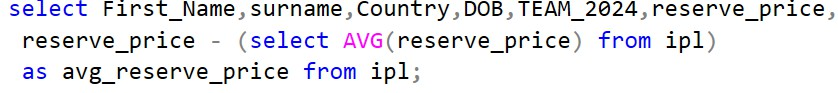 select First_Name,surname,Country,DOB,TEAM_2024,reserve_price,
reserve_price - (select AVG(reserve_price) from ipl)
as avg_reserve_price from ipl;